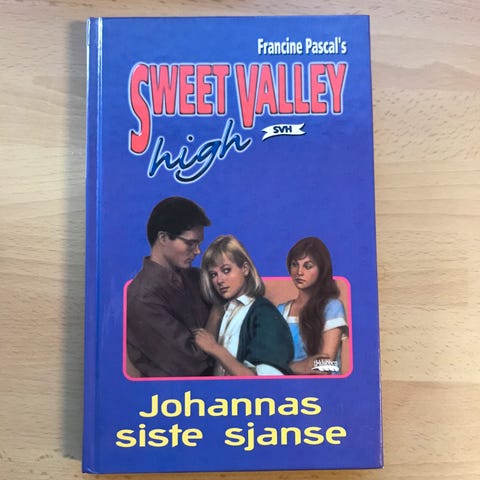 Francine Pascal's
SWEET VALLEY
high
SVH
Johannas
siste sjanse